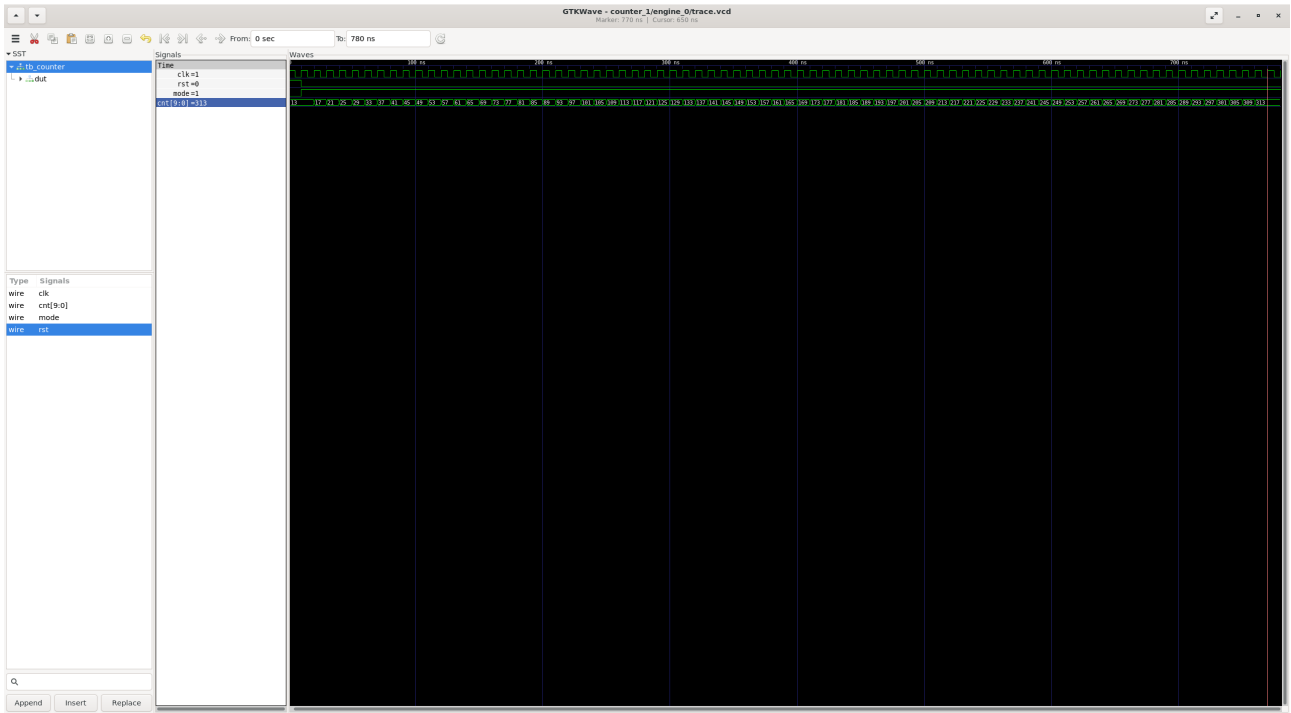 GTKWave - counter_1/engine_0/trace.vcd
Marker: 770 ns | Cursor: 650 ns
From: 0 sec To: 780 ns
SST
tb_counter
dut
Type Signals
wire clk
wire cnt[9:0]
wire mode
wire rst
Append Insert Replace
Signals
Time
clk=1
rst=0
mode=1
cnt[9:0]=313
Waves
100 ns 200 ns 300 ns 400 ns 500 ns 600 ns 700 ns
13 17 21 25 29 33 37 41 45 49 53 57 61 65 69 73 77 81 85 89 93 97 101 105 109 113 117 121 125 129 133 137 141 145 149 153 157 161 165 169 173 177 181 185 189 193 197 201 205 209 213 217 221 225 229 233 237 241 245 249 253 257 261 265 269 273 277 281 285 289 293 297 301 305 309 313